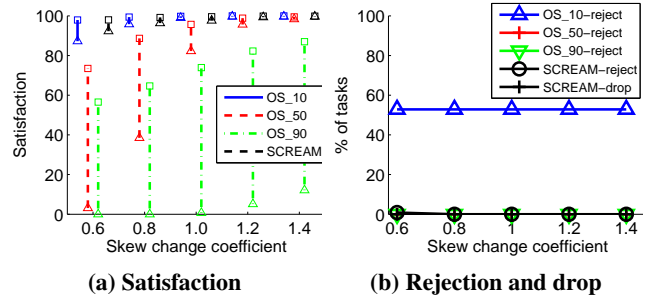 100
80
60
40
20
0
Satisfaction
0.6 0.8 1.0 1.2 1.4
Skew change coefficient
OS_10
OS_50
OS_90
SCREAM
(a) Satisfaction
OS_10−reject
OS_50−reject
OS_90−reject
SCREAM−reject
SCREAM−drop
100
80
60
40
20
0
% of tasks
0.6 0.8 1 1.2 1.4
Skew change coefficient
(b) Rejection and drop